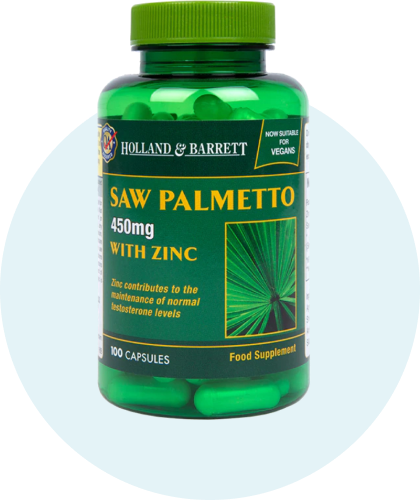 HOLLAND & BARRETT
NOW SUITABLE
FOR
VEGANS
SAW PALMETTO
450mg
WITH ZINC
Zinc contributes to the
maintenance of normal
testosterone levels
100 CAPSULES
Food Supplement